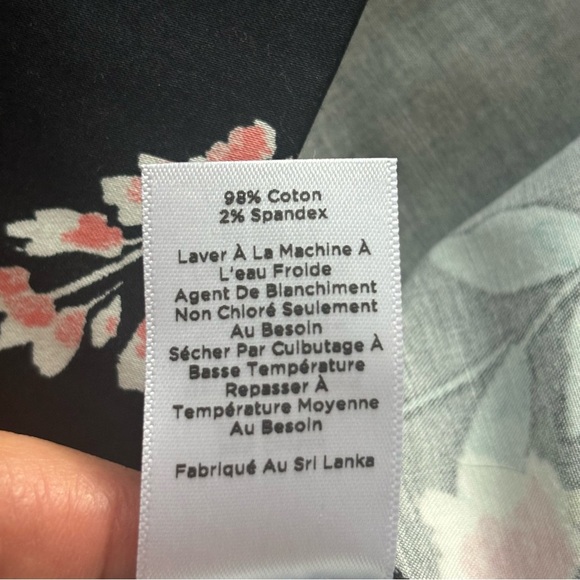 98% Coton
2% Spandex
Laver À La Machine À
L'eau Froide
Agent De Blanchiment
Non Chloré Seulement
Au Besoin
Sécher Par Culbutage À
Basse Température
Repasser À
Température Moyenne
Au Besoin
Fabriqué Au Sri Lanka